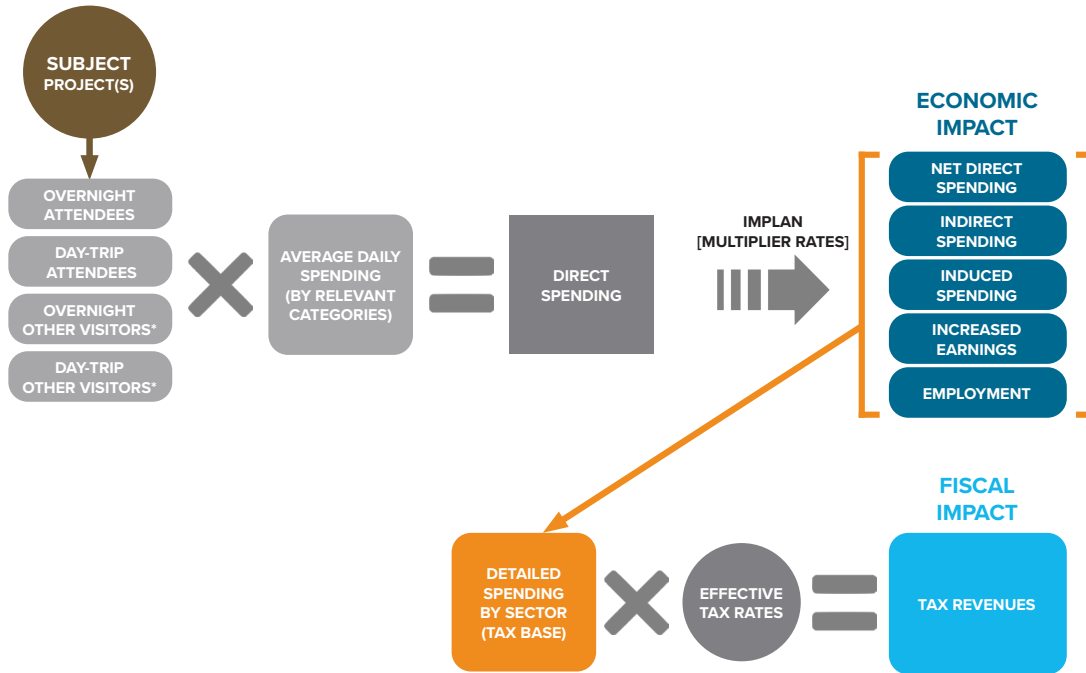 SUBJECT
PROJECT(S)
OVERNIGHT
ATTENDEES
DAY-TRIP
ATTENDEES
OVERNIGHT
OTHER VISITORS*
DAY-TRIP
OTHER VISITORS*
AVERAGE DAILY
SPENDING
(BY RELEVANT
CATEGORIES)
DIRECT
SPENDING
IMPLAN
[MULTIPLIER RATES]
ECONOMIC
IMPACT
NET DIRECT
SPENDING
INDIRECT
SPENDING
INDUCED
SPENDING
INCREASED
EARNINGS
EMPLOYMENT
DETAILED
SPENDING
BY SECTOR
(TAX BASE)
EFFECTIVE
TAX RATES
FISCAL
IMPACT
TAX REVENUES